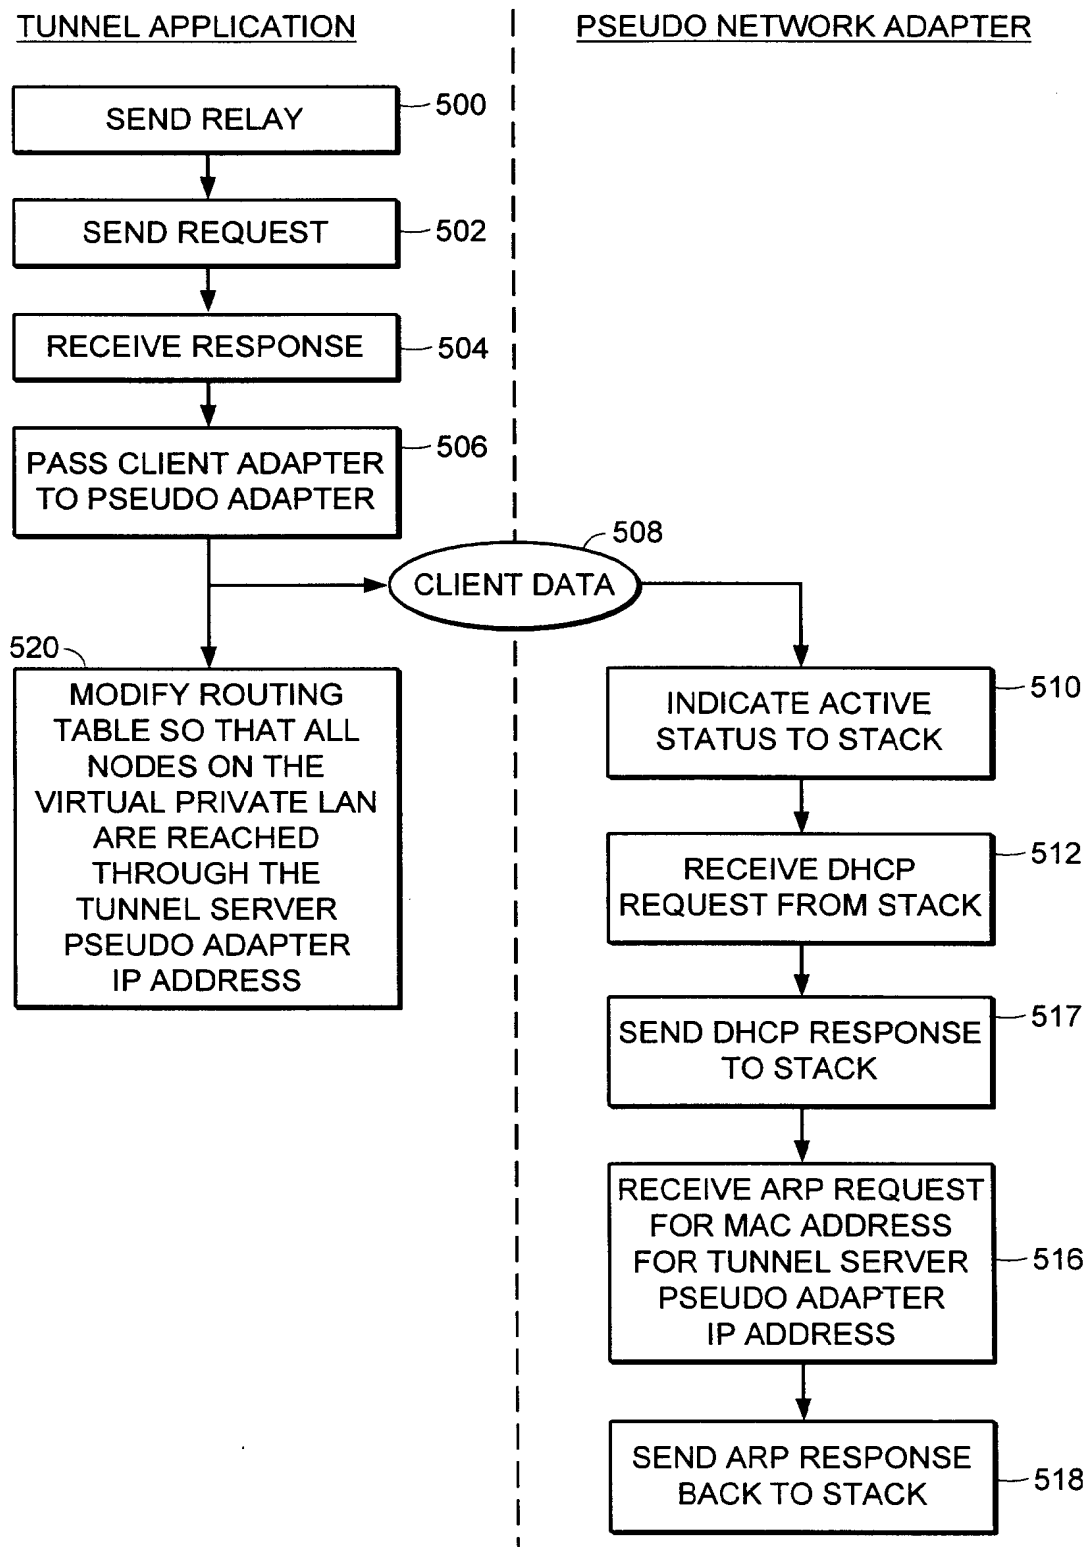 TUNNEL APPLICATION
PSEUDO NETWORK ADAPTER
SEND RELAY
500
SEND REQUEST
502
RECEIVE RESPONSE
504
PASS CLIENT ADAPTER
TO PSEUDO ADAPTER
506
CLIENT DATA
508
520
MODIFY ROUTING
TABLE SO THAT ALL
NODES ON THE
VIRTUAL PRIVATE LAN
ARE REACHED
THROUGH THE
TUNNEL SERVER
PSEUDO ADAPTER
IP ADDRESS
INDICATE ACTIVE
STATUS TO STACK
510
RECEIVE DHCP
REQUEST FROM STACK
512
SEND DHCP RESPONSE
TO STACK
517
RECEIVE ARP REQUEST
FOR MAC ADDRESS
FOR TUNNEL SERVER
PSEUDO ADAPTER
IP ADDRESS
516
SEND ARP RESPONSE
BACK TO STACK
518